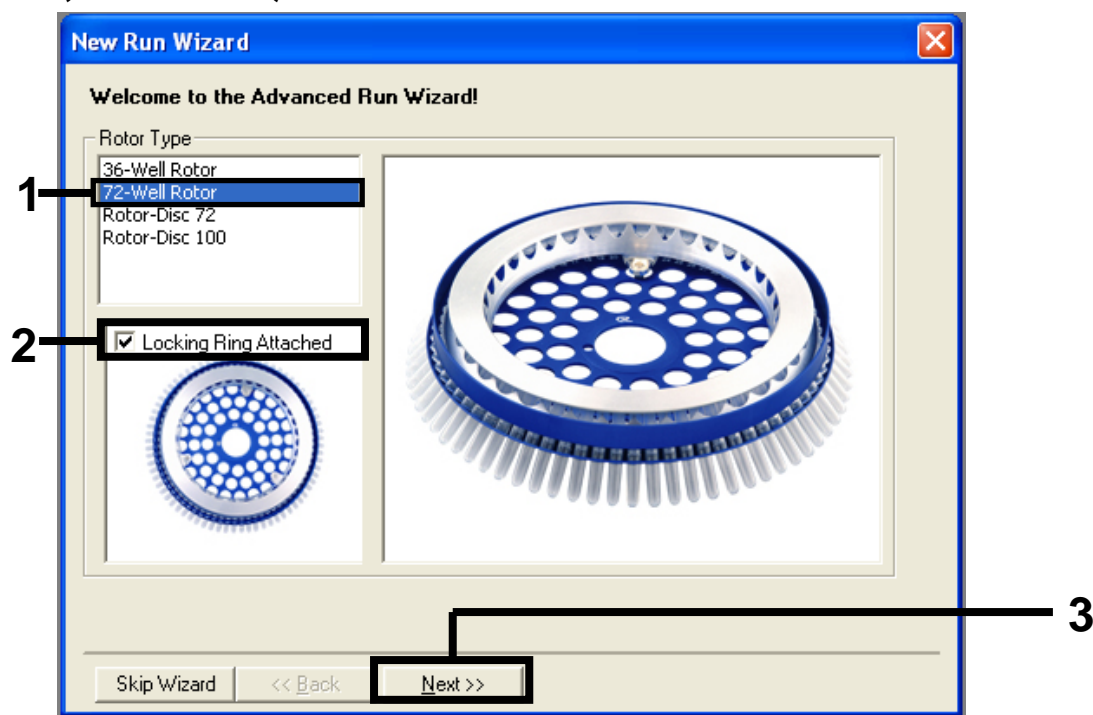 New Run Wizard
Welcome to the Advanced Run Wizard!
Rotor Type
36-Well Rotor
1
72-Well Rotor
Rotor-Disc 72
Rotor-Disc 100
2
Locking Ring Attached
3
Skip Wizard
<< Back
Next >>